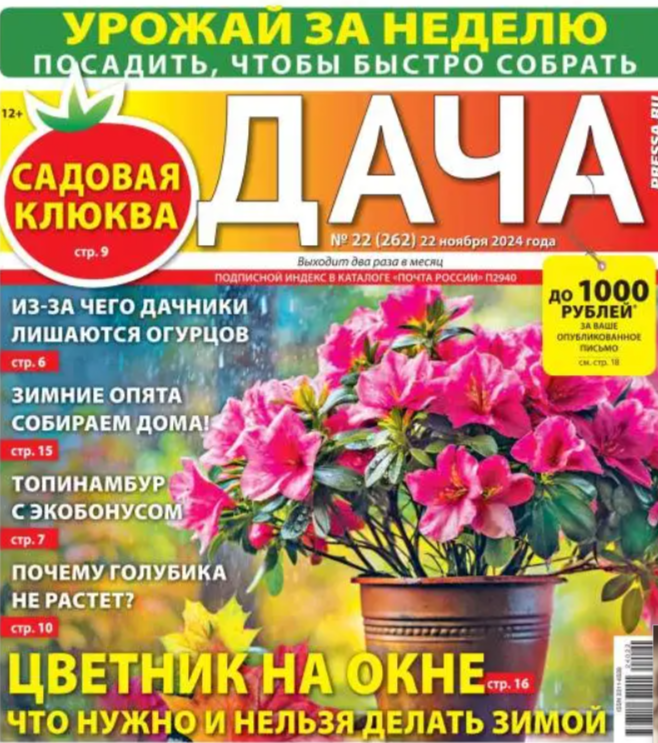 УРОЖАЙ ЗА НЕДЕЛЮ
ПОСАДИТЬ, ЧТОБЫ БЫСТРО СОБРАТЬ
12+
ДАЧА
PRESSA.RU
САДОВАЯ
КЛЮКВА
стр. 9
№ 22 (262) 22 ноября 2024 года
Выходит два раза в месяц
ПОДПИСНОЙ ИНДЕКС В КАТАЛОГЕ «ПОЧТА РОССИИ» П2940
ДО 1000
РУБЛЕЙ*
ЗА ВАШЕ
ОПУБЛИКОВАННОЕ
ПИСЬМО
см. стр. 18
ИЗ-ЗА ЧЕГО ДАЧНИКИ
ЛИШАЮТСЯ ОГУРЦОВ
стр. 6
ЗИМНИЕ ОПЯТА
СОБИРАЕМ ДОМА!
стр. 15
ТОПИНАМБУР
С ЭКОБОНУСОМ
стр. 7
ПОЧЕМУ ГОЛУБИКА
НЕ РАСТЕТ?
стр. 10
ЦВЕТНИК НА ОКНЕ стр. 16
ЧТО НУЖНО И НЕЛЬЗЯ ДЕЛАТЬ ЗИМОЙ